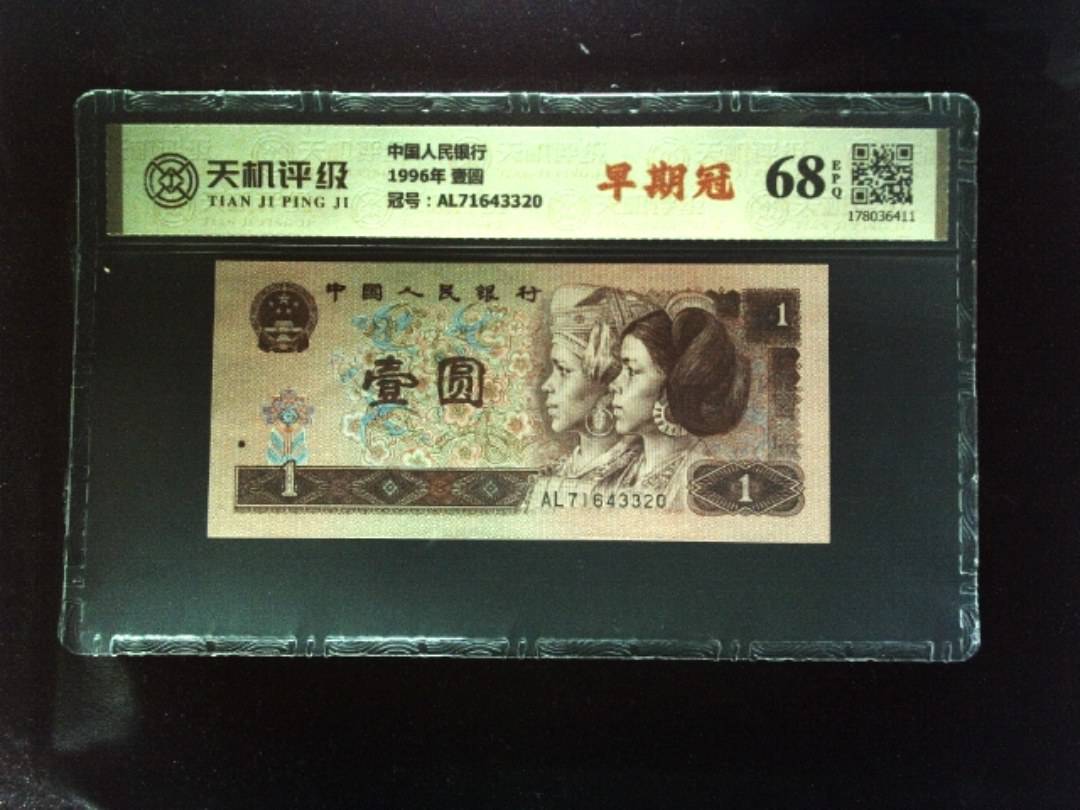 天机评级
TIAN JI PING JI
中国人民银行
1996年 壹圆
冠号：AL71643320
早期冠
68
EPQ
178036411
中国人民银行
1
壹圆
1
AL71643320
1